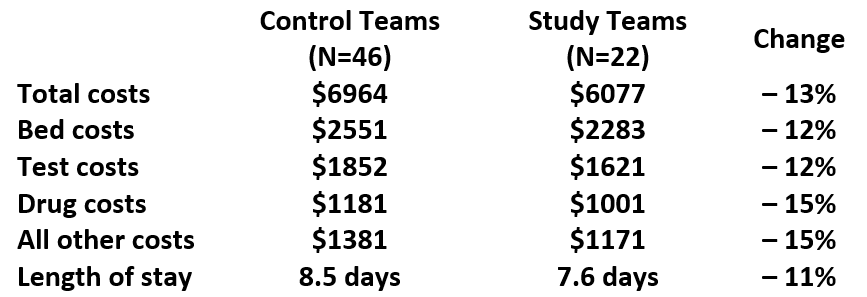 Control Teams Study Teams Change
(N=46) (N=22)
Total costs $6964 $6077 – 13%
Bed costs $2551 $2283 – 12%
Test costs $1852 $1621 – 12%
Drug costs $1181 $1001 – 15%
All other costs $1381 $1171 – 15%
Length of stay 8.5 days 7.6 days – 11%